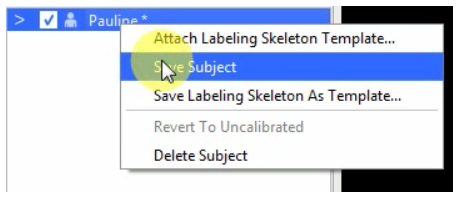 > Pauline *
Attach Labeling Skeleton Template...
Save Subject
Save Labeling Skeleton As Template...
Revert To Uncalibrated
Delete Subject